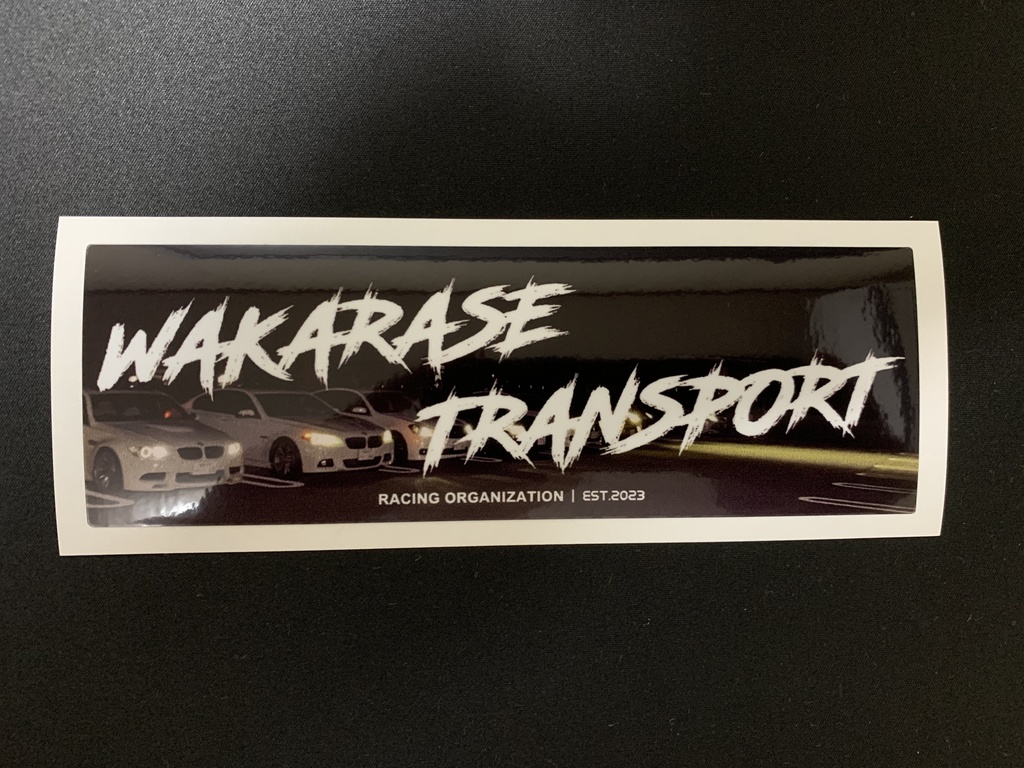 WAKARASE
TRANSPORT
RACING ORGANIZATION | EST.2023